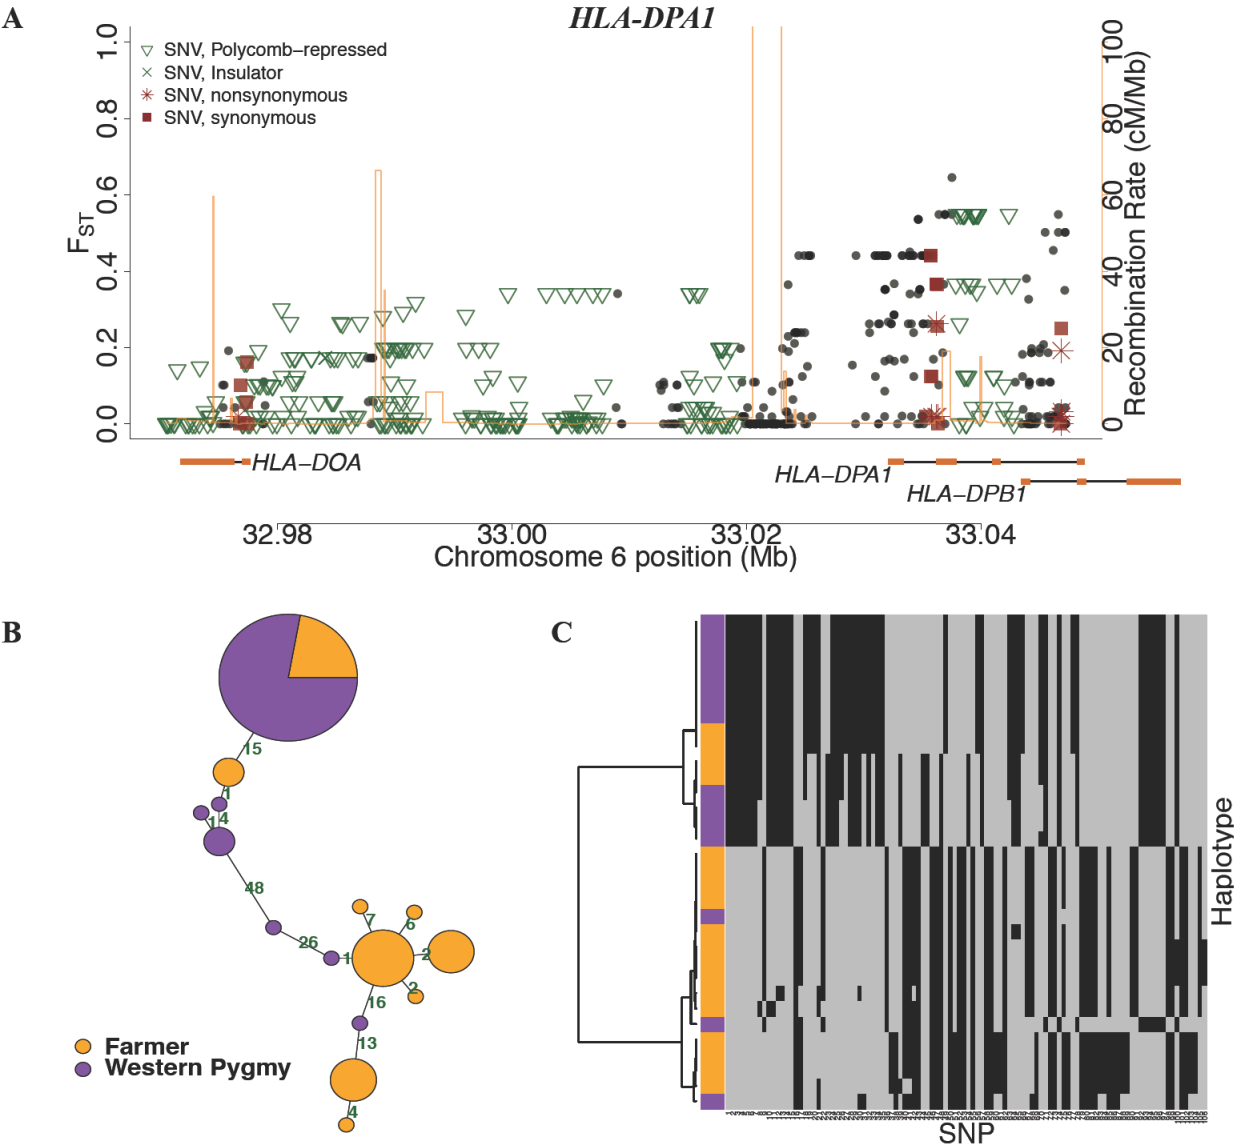 A
HLA-DPA1
SNV, Polycomb–repressed
SNV, Insulator
SNV, nonsynonymous
SNV, synonymous
FST
0.0
0.2
0.4
0.6
0.8
1.0
Recombination Rate (cM/Mb)
0
20
40
60
80
100
HLA–DOA
HLA–DPA1
HLA–DPB1
32.98
33.00
33.02
33.04
Chromosome 6 position (Mb)
B
15
1
4
1
48
26
1
7
6
2
2
16
13
4
Farmer
Western Pygmy
C
Haplotype
SNP